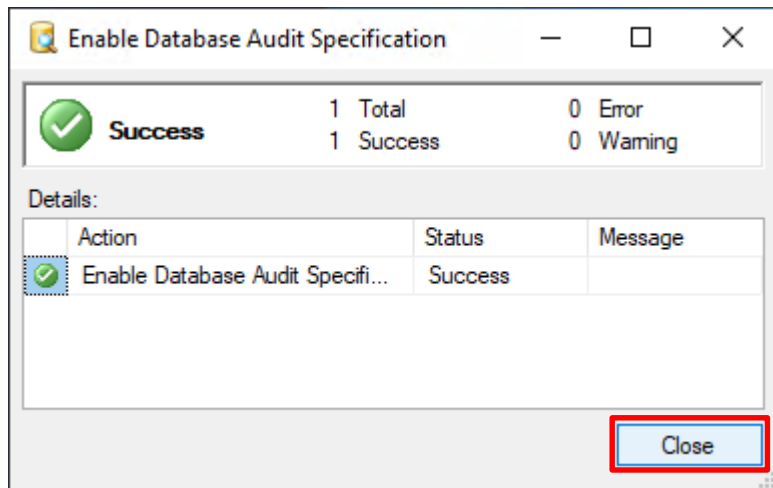 Enable Database Audit Specification
Success
1 Total 0 Error
1 Success 0 Warning
Details:
Action Status Message
Enable Database Audit Specifi... Success
Close